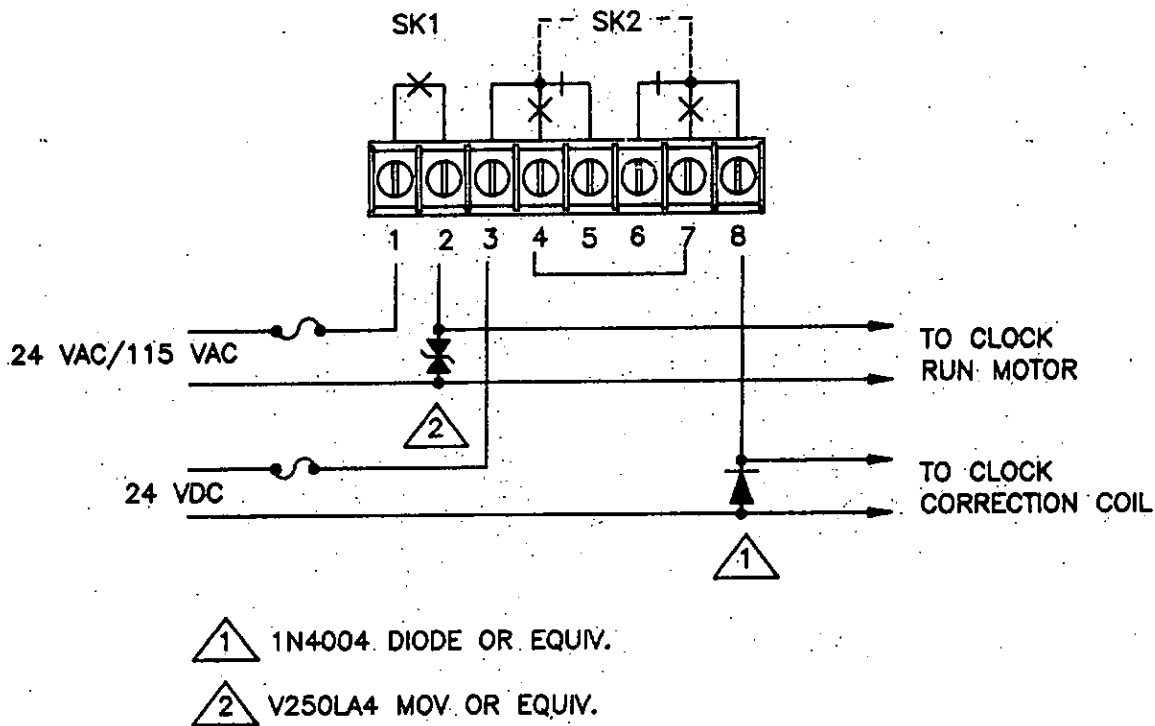 SK1
SK2
1 2 3 4 5 6 7 8
24 VAC/115 VAC
TO CLOCK
RUN MOTOR
2
24 VDC
TO CLOCK
CORRECTION COIL
1
1 1N4004 DIODE OR EQUIV.
2 V250LA4 MOV OR EQUIV.